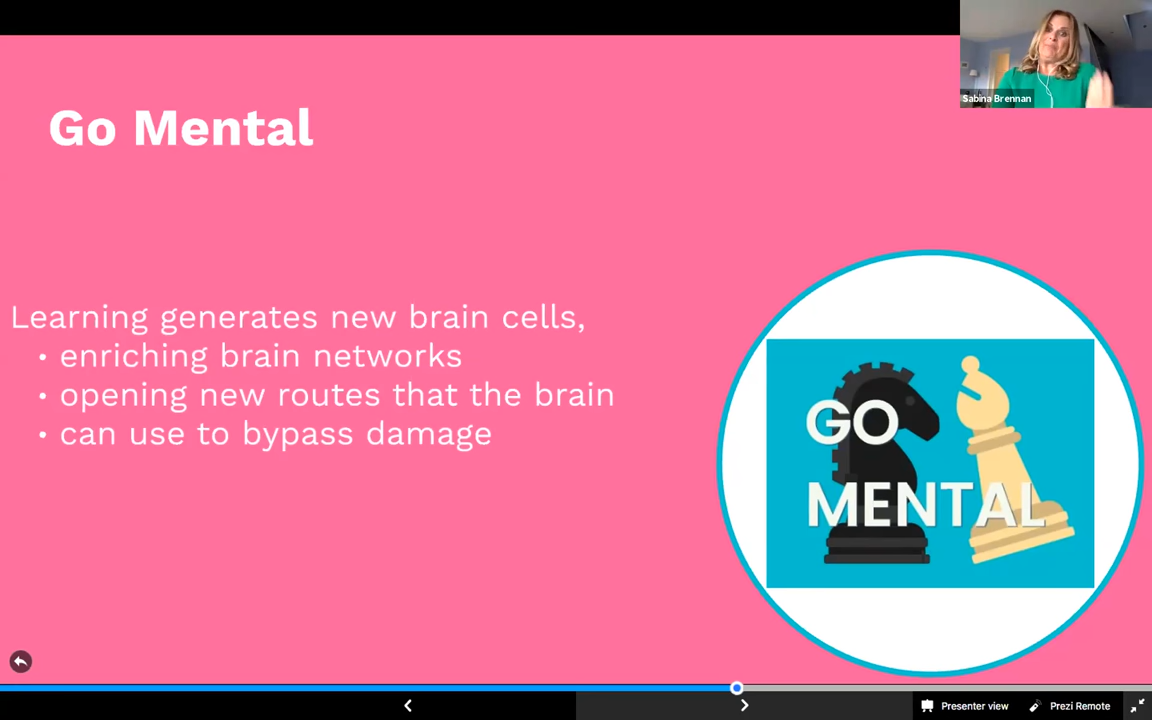 Sabina Brennan
Go Mental
Learning generates new brain cells,
• enriching brain networks
• opening new routes that the brain
• can use to bypass damage
GO
MENTAL
Presenter view
Prezi Remote